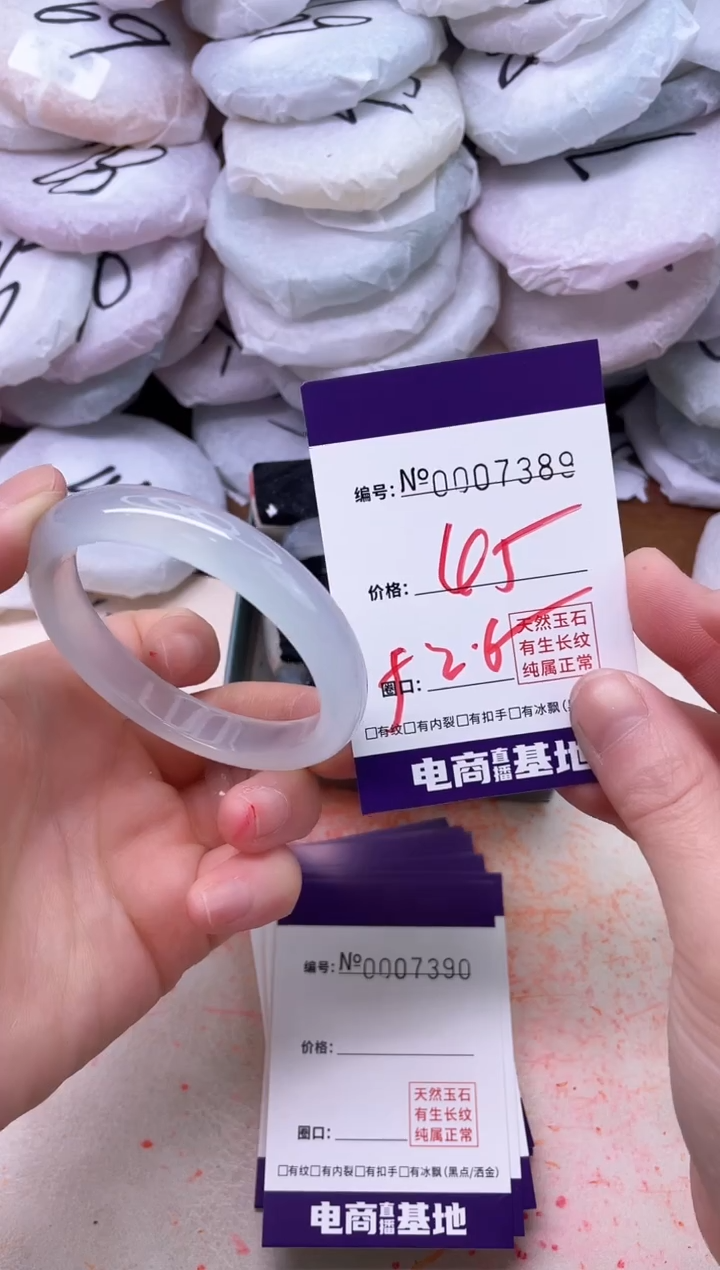 编号: №0007389
价格: 65
圈口: f2.6
天然玉石
有生长纹
纯属正常
□有纹□有内裂□有扣手□有冰飘(
电商直播基地
编号: №0007390
价格:
圈口:
天然玉石
有生长纹
纯属正常
□有纹□有内裂□有扣手□有冰飘(黑点/洒金)
电商直播基地